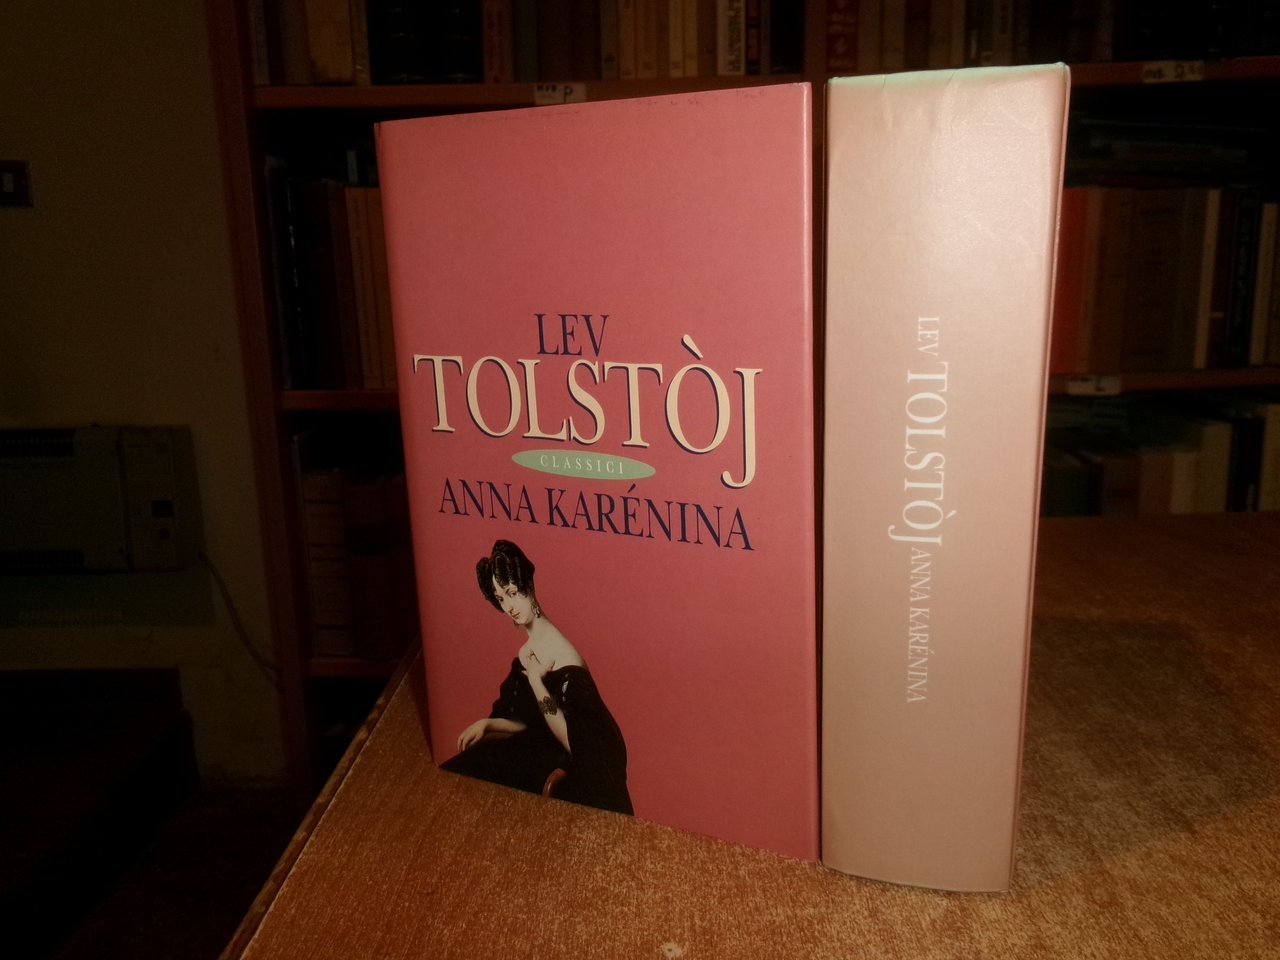 LEV
TOLSTÒJ
CLASSICI
ANNA KARÉNINA
LEV TOLSTÒJ ANNA KARÉNINA